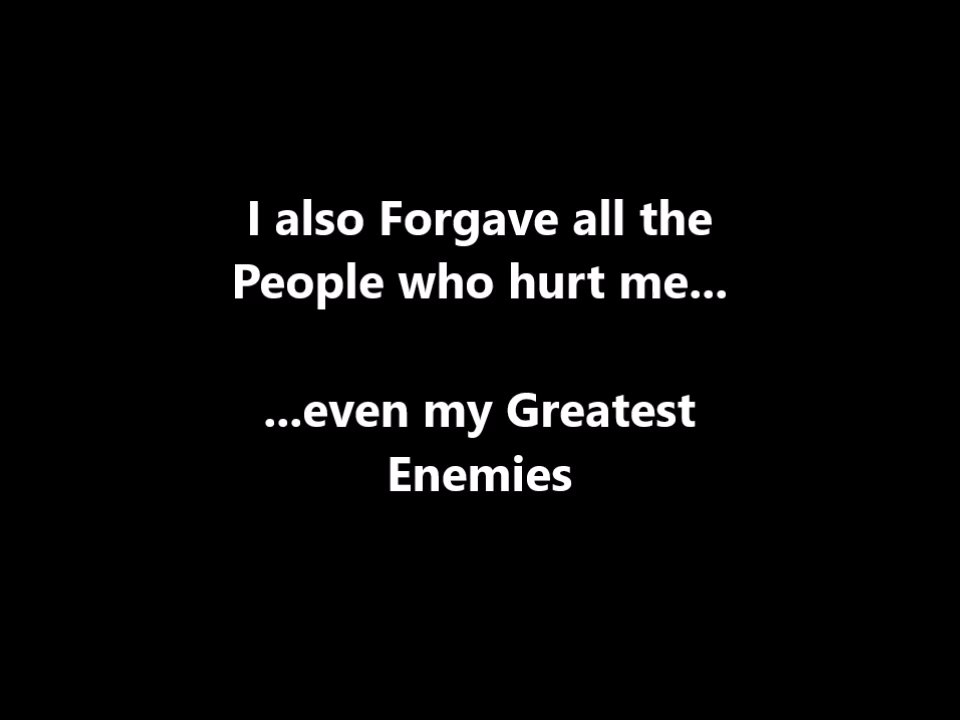 I also Forgave all the
People who hurt me...
...even my Greatest
Enemies